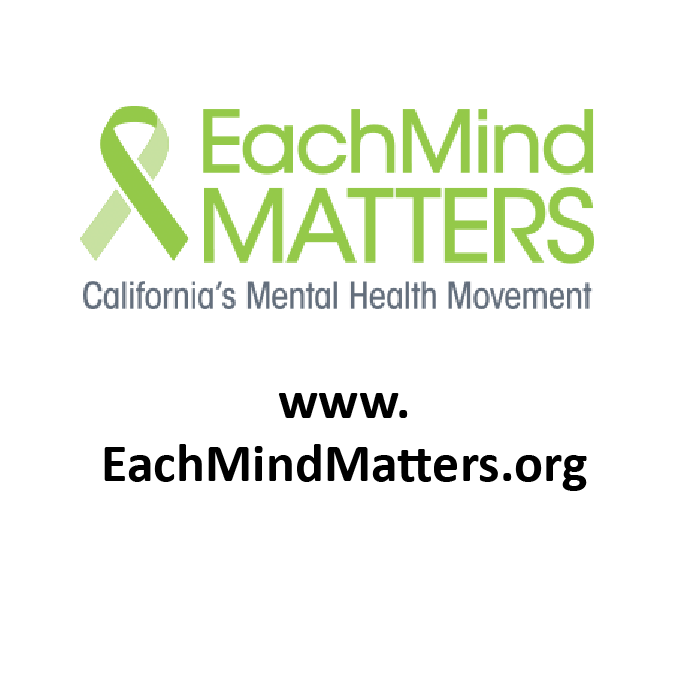 EachMind
MATTERS
California's Mental Health Movement
www.
EachMindMatters.org